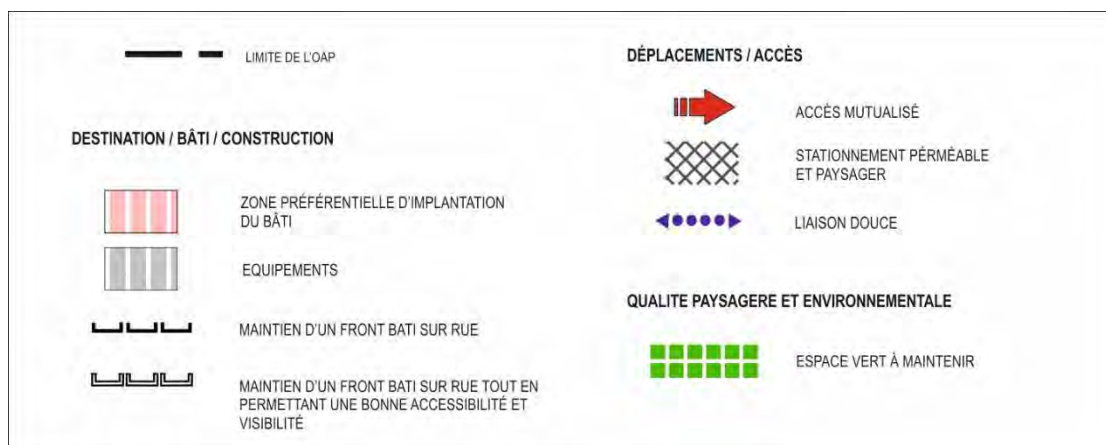 LIMITE DE L'OAP
DESTINATION / BÂTI / CONSTRUCTION
ZONE PRÉFÉRENTIELLE D'IMPLANTATION
DU BÂTI
EQUIPEMENTS
MAINTIEN D'UN FRONT BATI SUR RUE
MAINTIEN D'UN FRONT BATI SUR RUE TOUT EN
PERMETTANT UNE BONNE ACCESSIBILITÉ ET
VISIBILITÉ
DÉPLACEMENTS / ACCÈS
ACCÈS MUTUALISÉ
STATIONNEMENT PÉRMÉABLE
ET PAYSAGER
LIAISON DOUCE
QUALITE PAYSAGERE ET ENVIRONNEMENTALE
ESPACE VERT À MAINTENIR